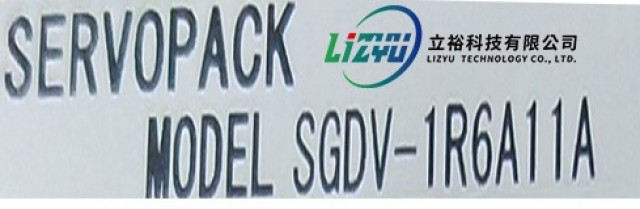 SERVOPACK
LIZYU 立裕科技有限公司
LIZYU TECHNOLOGY CO., LTD.
MODEL SGDV-1R6A11A